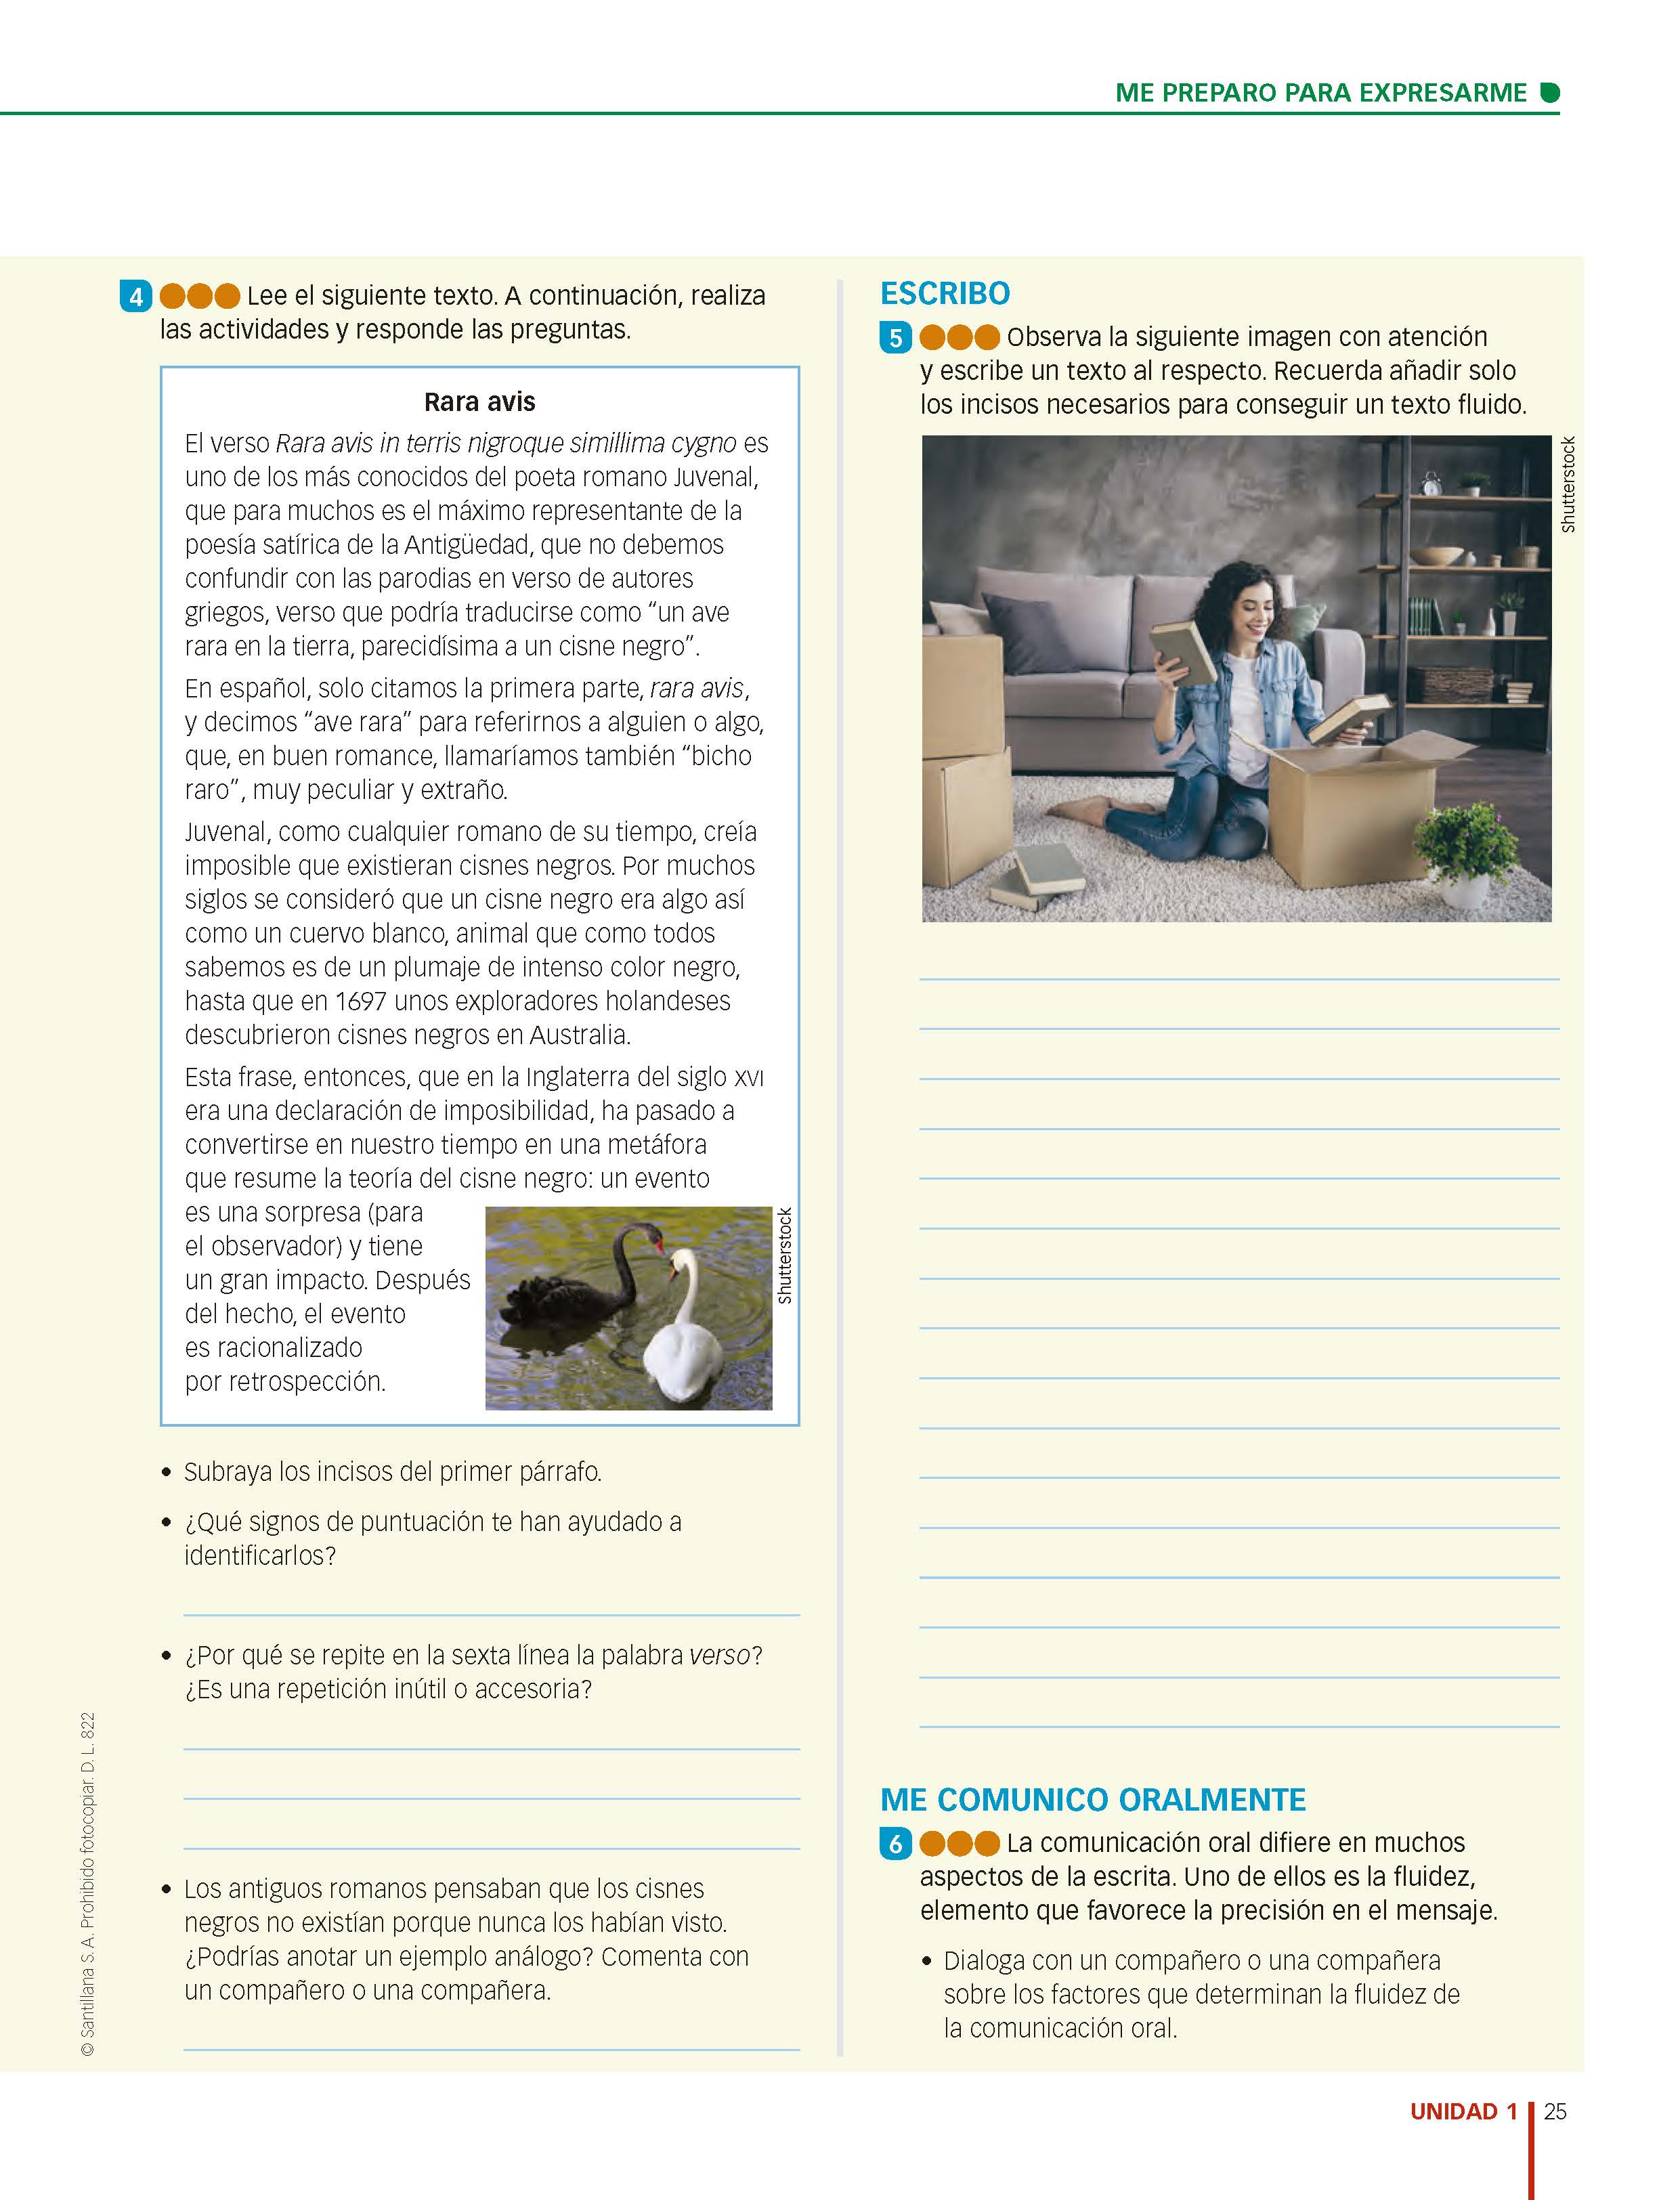 ME PREPARO PARA EXPRESARME
4 Lee el siguiente texto. A continuación, realiza
las actividades y responde las preguntas.
Rara avis
El verso Rara avis in terris nigroque simillima cygno es
uno de los más conocidos del poeta romano Juvenal,
que para muchos es el máximo representante de la
poesía satírica de la Antigüedad, que no debemos
confundir con las parodias en verso de autores
griegos, verso que podría traducirse como “un ave
rara en la tierra, parecidísima a un cisne negro”.
En español, solo citamos la primera parte, rara avis,
y decimos “ave rara” para referirnos a alguien o algo,
que, en buen romance, llamaríamos también “bicho
raro”, muy peculiar y extraño.
Juvenal, como cualquier romano de su tiempo, creía
imposible que existieran cisnes negros. Por muchos
siglos se consideró que un cisne negro era algo así
como un cuervo blanco, animal que como todos
sabemos es de un plumaje de intenso color negro,
hasta que en 1697 unos exploradores holandeses
descubrieron cisnes negros en Australia.
Esta frase, entonces, que en la Inglaterra del siglo XVI
era una declaración de imposibilidad, ha pasado a
convertirse en nuestro tiempo en una metáfora
que resume la teoría del cisne negro: un evento
es una sorpresa (para
el observador) y tiene
un gran impacto. Después
del hecho, el evento
es racionalizado
por retrospección.
Shutterstock
• Subraya los incisos del primer párrafo.
• ¿Qué signos de puntuación te han ayudado a
identificarlos?
• ¿Por qué se repite en la sexta línea la palabra verso?
¿Es una repetición inútil o accesoria?
• Los antiguos romanos pensaban que los cisnes
negros no existían porque nunca los habían visto.
¿Podrías anotar un ejemplo análogo? Comenta con
un compañero o una compañera.
© Santillana S. A. Prohibido fotocopiar. D. L. 822
ESCRIBO
5 Observa la siguiente imagen con atención
y escribe un texto al respecto. Recuerda añadir solo
los incisos necesarios para conseguir un texto fluido.
Shutterstock
ME COMUNICO ORALMENTE
6 La comunicación oral difiere en muchos
aspectos de la escrita. Uno de ellos es la fluidez,
elemento que favorece la precisión en el mensaje.
• Dialoga con un compañero o una compañera
sobre los factores que determinan la fluidez de
la comunicación oral.
UNIDAD 1 25